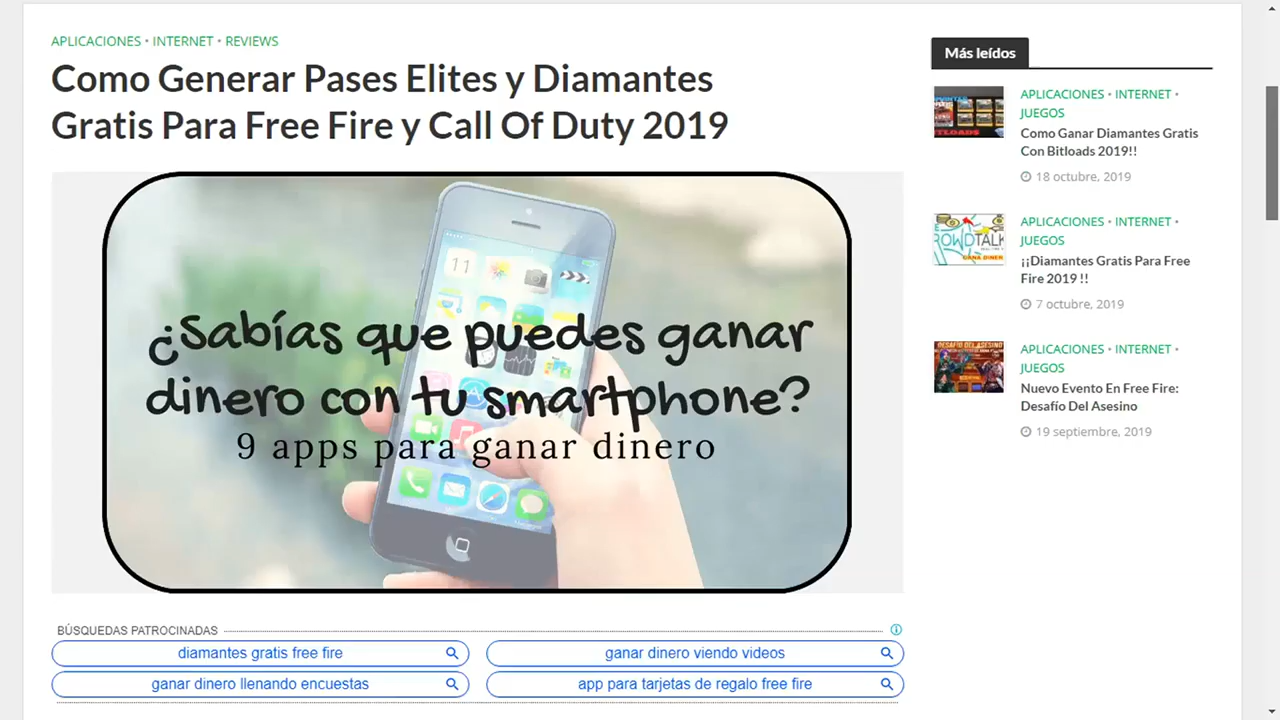 APLICACIONES • INTERNET • REVIEWS
Como Generar Pases Elites y Diamantes
Gratis Para Free Fire y Call Of Duty 2019
11
¿Sabías que puedes ganar
dinero con tu smartphone?
9 apps para ganar dinero
BÚSQUEDAS PATROCINADAS
diamantes gratis free fire
ganar dinero viendo videos
ganar dinero llenando encuestas
app para tarjetas de regalo free fire
Más leídos
APLICACIONES • INTERNET •
JUEGOS
Como Ganar Diamantes Gratis
Con Bitloads 2019!!
18 octubre, 2019
APLICACIONES • INTERNET •
JUEGOS
¡¡Diamantes Gratis Para Free
Fire 2019 !!
7 octubre, 2019
APLICACIONES • INTERNET •
JUEGOS
Nuevo Evento En Free Fire:
Desafío Del Asesino
19 septiembre, 2019